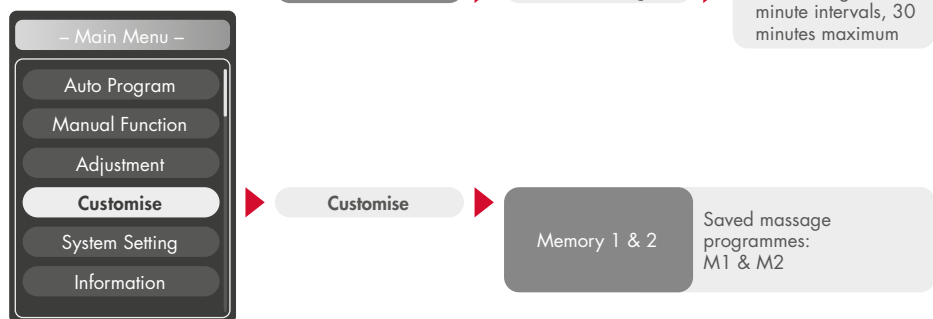 minute intervals, 30
minutes maximum
– Main Menu –
Auto Program
Manual Function
Adjustment
Customise
System Setting
Information
Customise
Memory 1 & 2
Saved massage
programmes:
M1 & M2